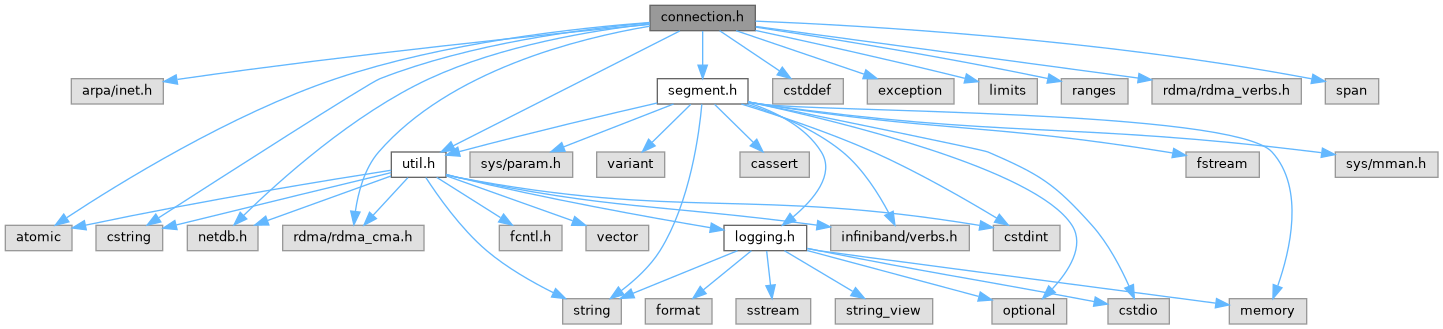 connection.h
arpa/inet.h
segment.h
cstddef
exception
limits
ranges
rdma/rdma_verbs.h
span
util.h
sys/param.h
variant
cassert
fstream
sys/mman.h
atomic
cstring
netdb.h
rdma/rdma_cma.h
fcntl.h
vector
logging.h
infiniband/verbs.h
cstdint
string
format
sstream
string_view
optional
cstdio
memory